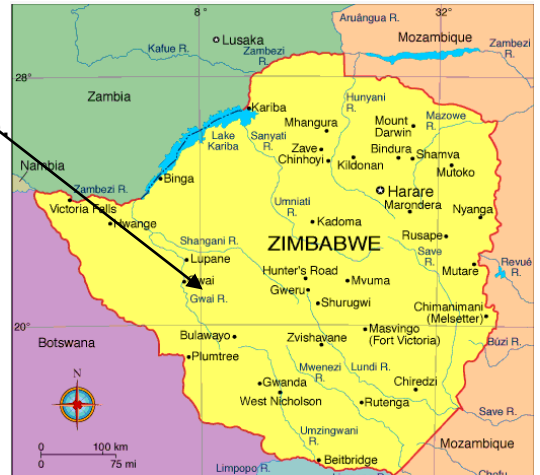 8°
32°
Aruângua R.
Mozambique
Lusaka
Kafue R.
Zambezi
R.
Zambezi
R.
28°
Zambia
Kariba
Hunyani
R.
Mhangura
Mount
Darwin
Mazowe
R.
Lake
Kariba
Sanyati
R.
Zave
Chinhoyi
Kildonan
Bindura
Shamva
Mutoko
Nambia
Zambezi R.
Binga
Harare
Marondera
Victoria Falls
Hwange
Umniati
R.
Kadoma
Nyanga
Shangani R.
ZIMBABWE
Rusape
Save
R.
Revué
R.
Lupane
Hunter's Road
Mvuma
Mutare
Gwai R.
Gweru
Shurugwi
Chimanimani
(Melsetter)
20°
Botswana
Bulawayo
Zvishavane
Masvingo
(Fort Victoria)
Búzi R.
Plumtree
Mwenezi
R.
Lundi R.
N
Gwanda
West Nicholson
Chiredzi
Rutenga
Save R.
Umzingwani
R.
Mozambique
0 100 km
0 75 mi
Beitbridge
Limpopo R.